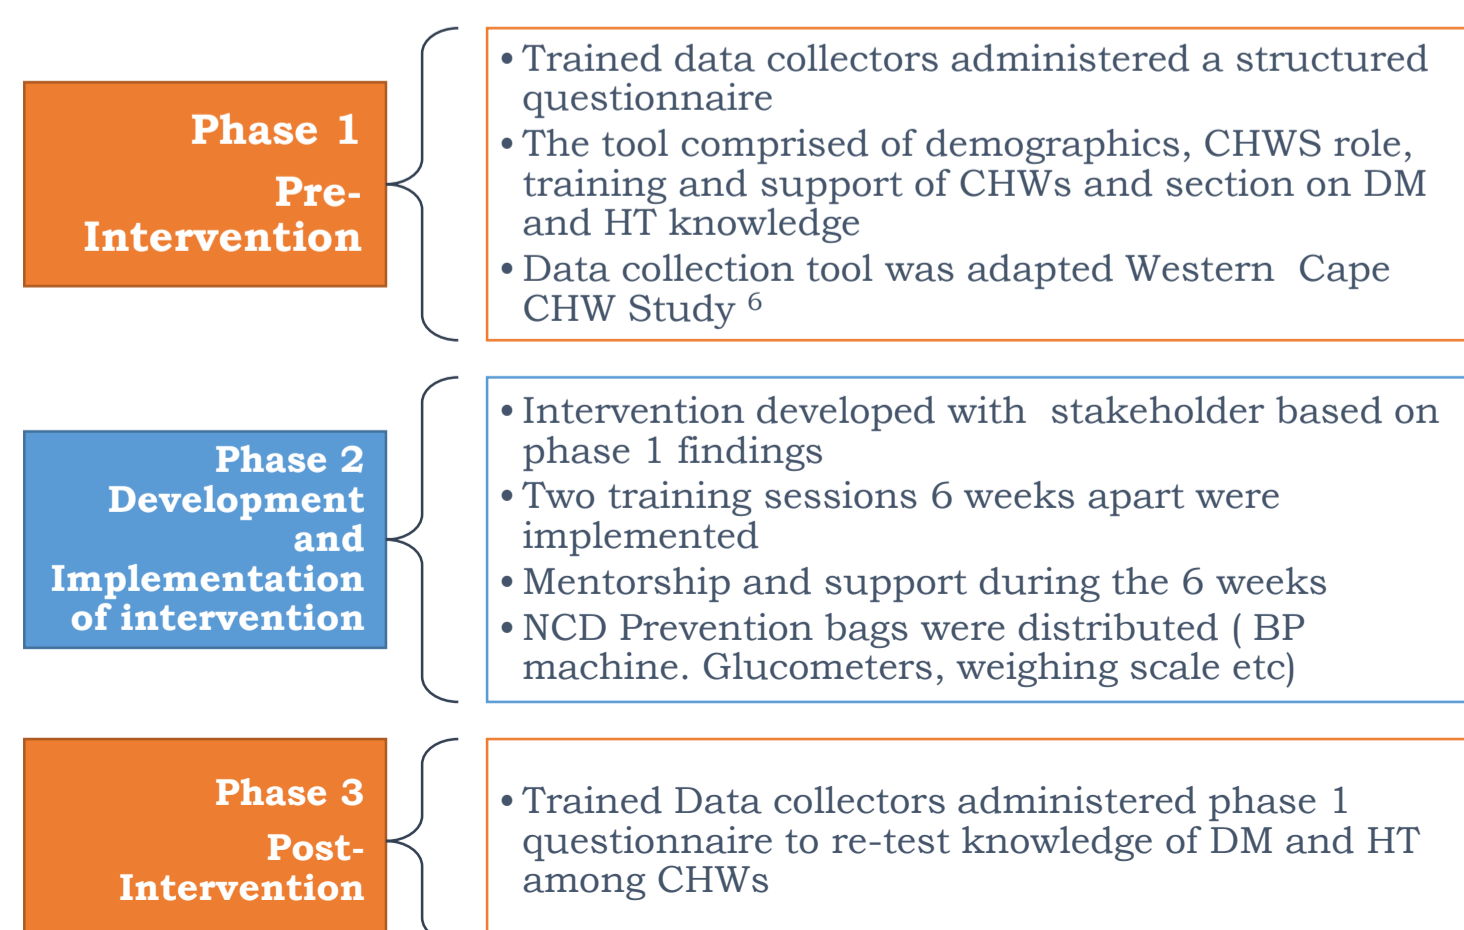 Phase 1
Pre-
Intervention
• Trained data collectors administered a structured
questionnaire
• The tool comprised of demographics, CHWS role,
training and support of CHWs and section on DM
and HT knowledge
• Data collection tool was adapted Western  Cape
CHW Study ⁶
Phase 2
Development
and
Implementation
of intervention
• Intervention developed with  stakeholder based on
phase 1 findings
• Two training sessions 6 weeks apart were
implemented
• Mentorship and support during the 6 weeks
• NCD Prevention bags were distributed ( BP
machine. Glucometers, weighing scale etc)
Phase 3
Post-
Intervention
• Trained Data collectors administered phase 1
questionnaire to re-test knowledge of DM and HT
among CHWs